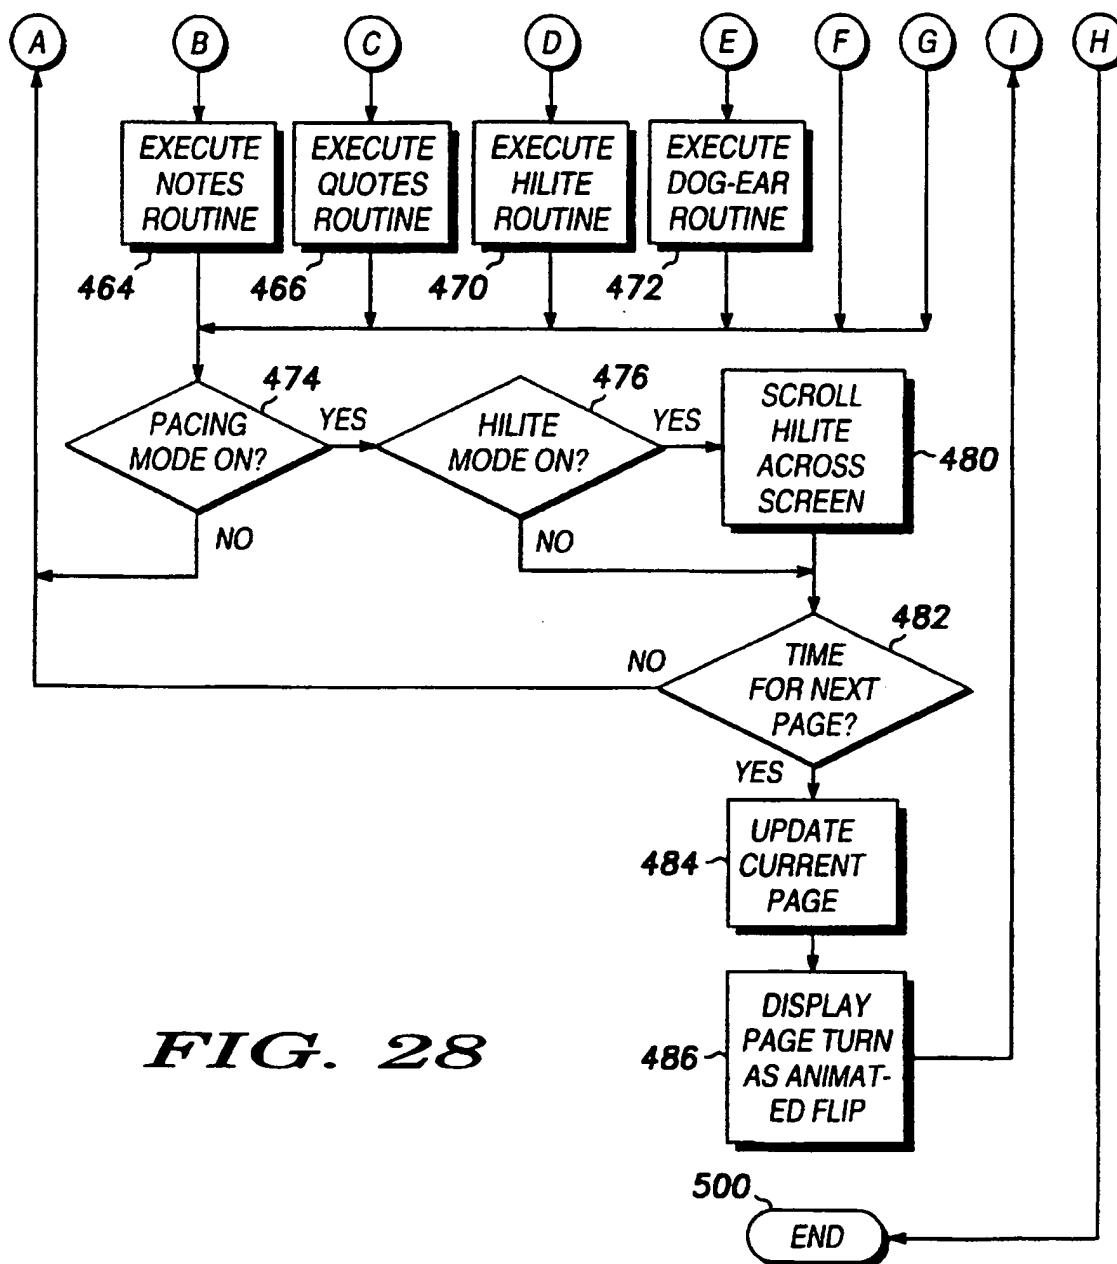 A B C D E F G I H
EXECUTE
NOTES
ROUTINE
464
EXECUTE
QUOTES
ROUTINE
466
EXECUTE
HILITE
ROUTINE
470
EXECUTE
DOG-EAR
ROUTINE
472
PACING
MODE ON?
474
YES
NO
HILITE
MODE ON?
476
YES
NO
SCROLL
HILITE
ACROSS
SCREEN
480
TIME
FOR NEXT
PAGE?
482
NO
YES
UPDATE
CURRENT
PAGE
484
DISPLAY
PAGE TURN
AS ANIMAT-
ED FLIP
486
FIG. 28
500
END